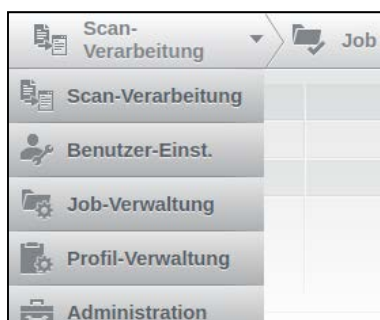 Scan-
Verarbeitung
Job
Scan-Verarbeitung
Benutzer-Einst.
Job-Verwaltung
Profil-Verwaltung
Administration